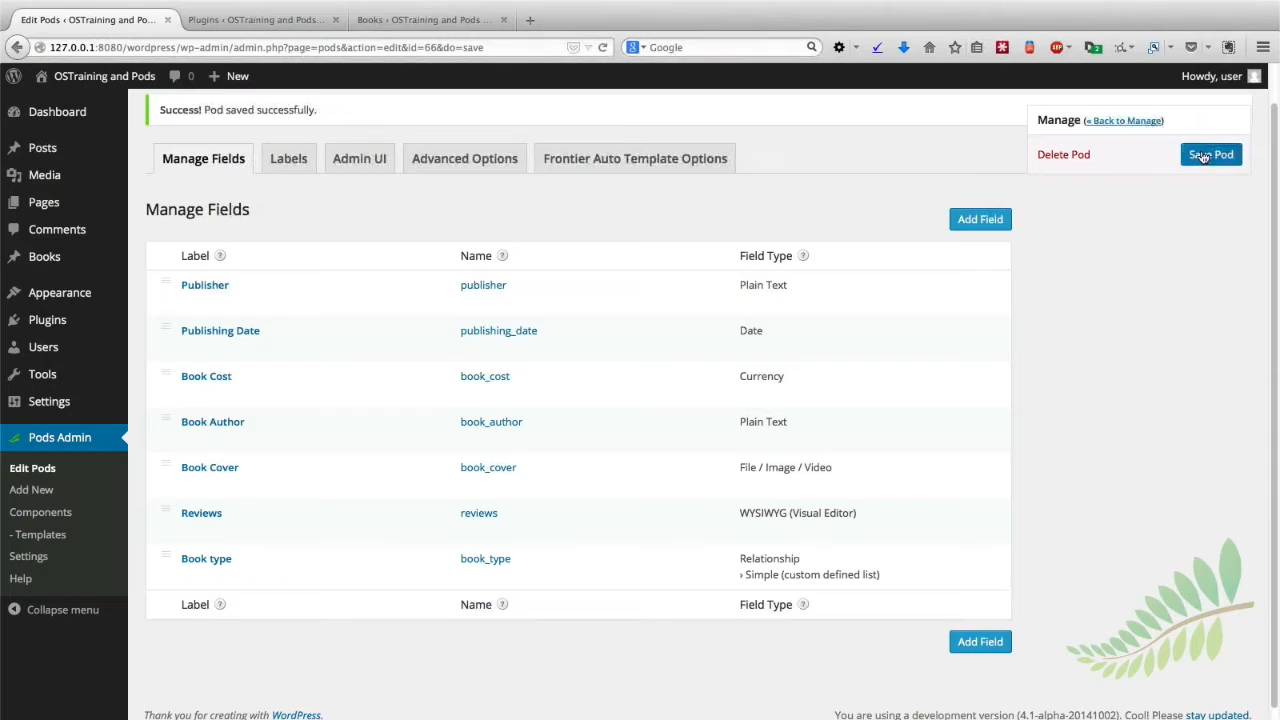 Edit Pods ‹ OSTraining and Po... × Plugins ‹ OSTraining and Pods... × Books ‹ OSTraining and Pods ... × +
127.0.0.1:8080/wordpress/wp-admin/admin.php?page=pods&action=edit&id=66&do=save Google
OSTraining and Pods 0 + New Howdy, user
Dashboard
Posts
Media
Pages
Comments
Books
Appearance
Plugins
Users
Tools
Settings
Pods Admin
Edit Pods
Add New
Components
- Templates
Settings
Help
Collapse menu
Success! Pod saved successfully.
Manage (« Back to Manage)
Delete Pod Save Pod
Manage Fields Labels Admin UI Advanced Options Frontier Auto Template Options
Manage Fields
Add Field
Label ? Name ? Field Type ?
Publisher publisher Plain Text
Publishing Date publishing_date Date
Book Cost book_cost Currency
Book Author book_author Plain Text
Book Cover book_cover File / Image / Video
Reviews reviews WYSIWYG (Visual Editor)
Book type book_type Relationship
› Simple (custom defined list)
Label ? Name ? Field Type ?
Add Field
Thank you for creating with WordPress. You are using a development version (4.1-alpha-20141002). Cool! Please stay updated.